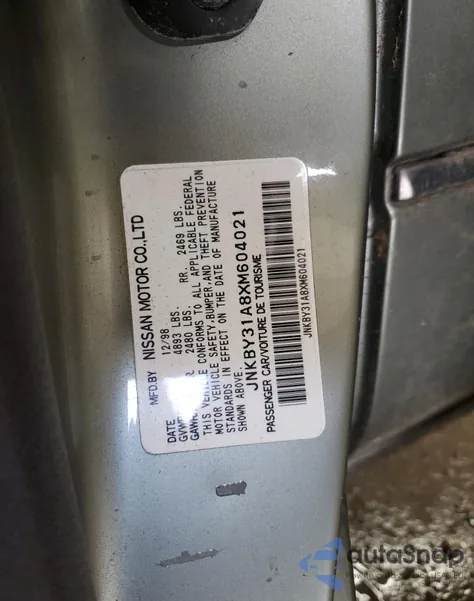 MFD.BY NISSAN MOTOR CO.,LTD
DATE 12/98
GVWR 4893 LBS.
GAWR 2480 LBS. RR. 2469 LBS.
THIS VEHICLE CONFORMS TO ALL APPLICABLE FEDERAL
MOTOR VEHICLE SAFETY,BUMPER,AND THEFT PREVENTION
STANDARDS IN EFFECT ON THE DATE OF MANUFACTURE
SHOWN ABOVE.
JNKBY31A8XM604021
PASSENGER CAR/VOITURE DE TOURISME
JNKBY31A8XM604021
autoSnap